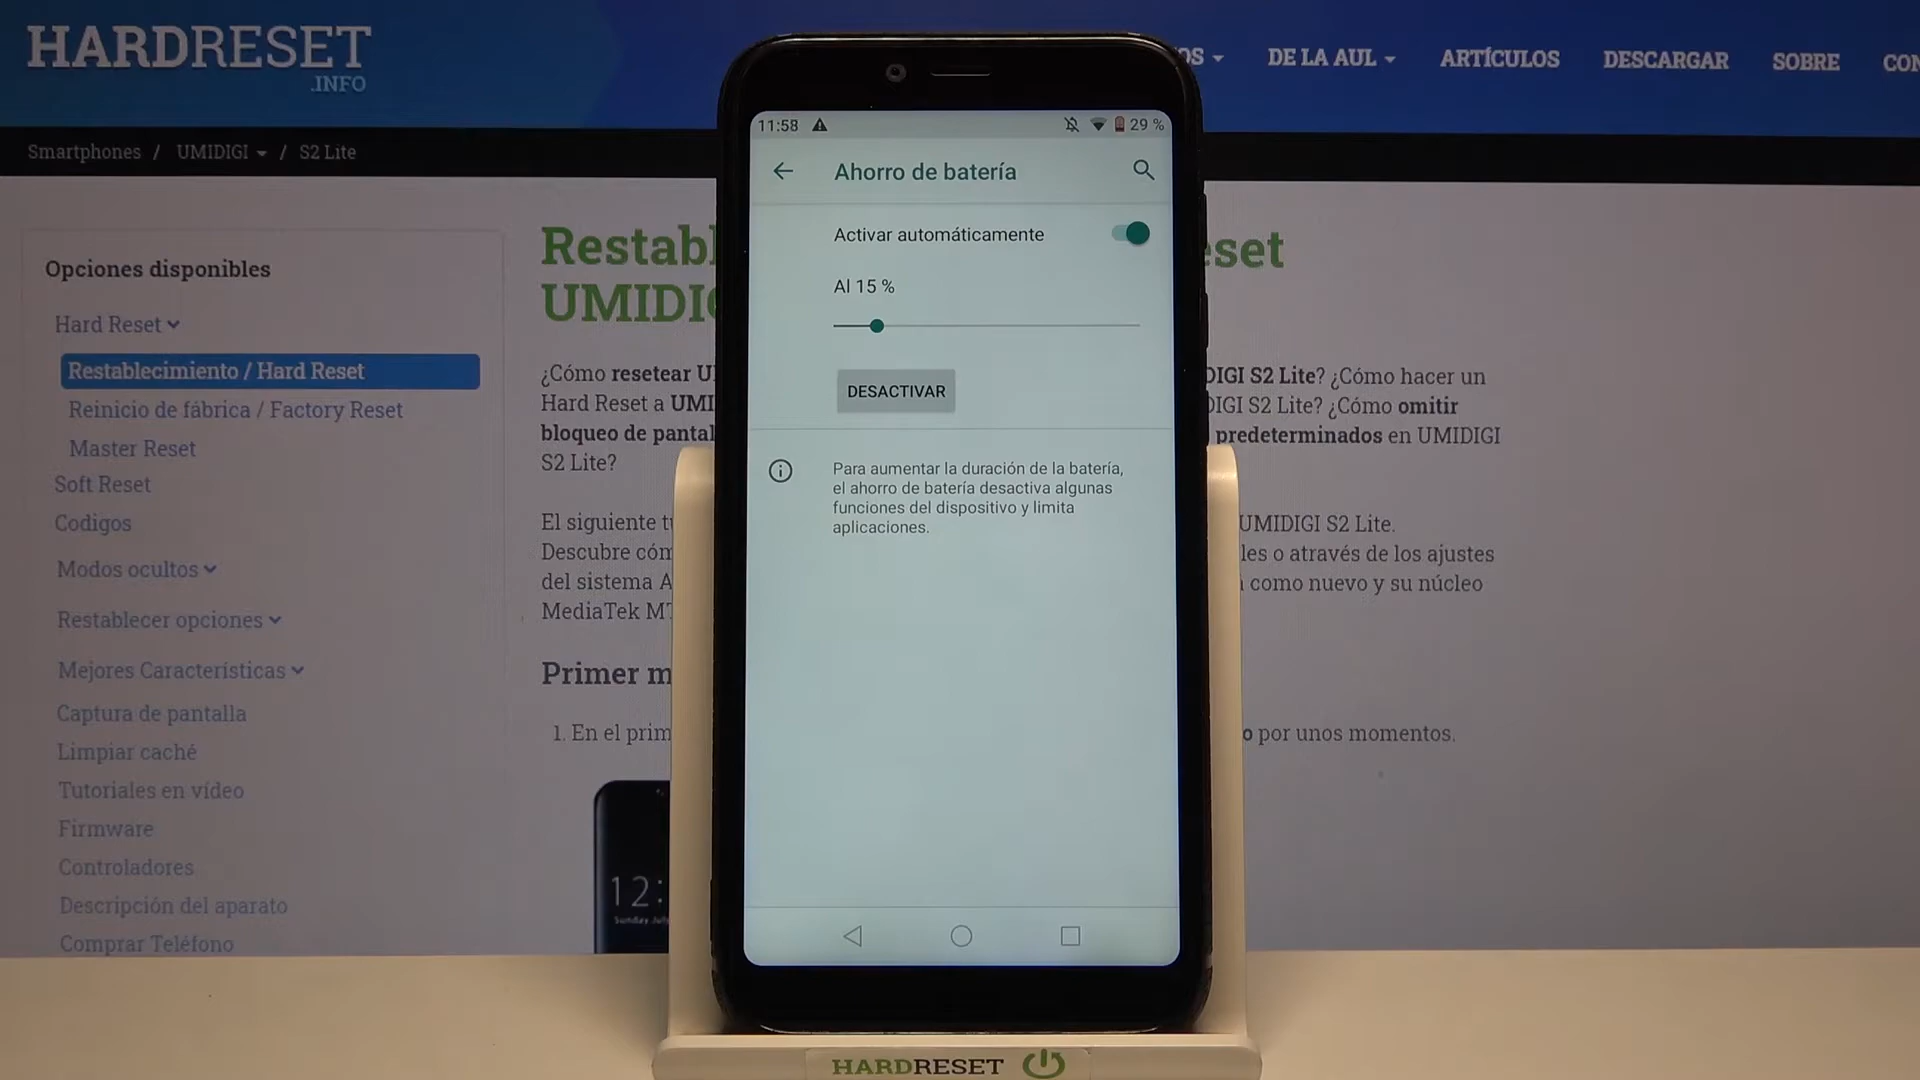 HARDRESET
.INFO
OS
DE LA AUL
ARTÍCULOS
DESCARGAR
SOBRE
CON
Smartphones / UMIDIGI / S2 Lite
Opciones disponibles
Hard Reset
Restablecimiento / Hard Reset
Reinicio de fábrica / Factory Reset
Master Reset
Soft Reset
Codigos
Modos ocultos
Restablecer opciones
Mejores Características
Captura de pantalla
Limpiar caché
Tutoriales en vídeo
Firmware
Controladores
Descripción del aparato
Comprar Teléfono
Restabl eset
UMIDIG
¿Cómo resetear U DIGI S2 Lite? ¿Cómo hacer un
Hard Reset a UMI DIGI S2 Lite? ¿Cómo omitir
bloqueo de pantal predeterminados en UMIDIGI
S2 Lite?
El siguiente t UMIDIGI S2 Lite.
Descubre cóm les o através de los ajustes
del sistema A como nuevo y su núcleo
MediaTek MT
Primer m
1. En el prim o por unos momentos.
12:
Sunday July
11:58 29 %
Ahorro de batería
Activar automáticamente
Al 15 %
DESACTIVAR
Para aumentar la duración de la batería,
el ahorro de batería desactiva algunas
funciones del dispositivo y limita
aplicaciones.
HARDRESET